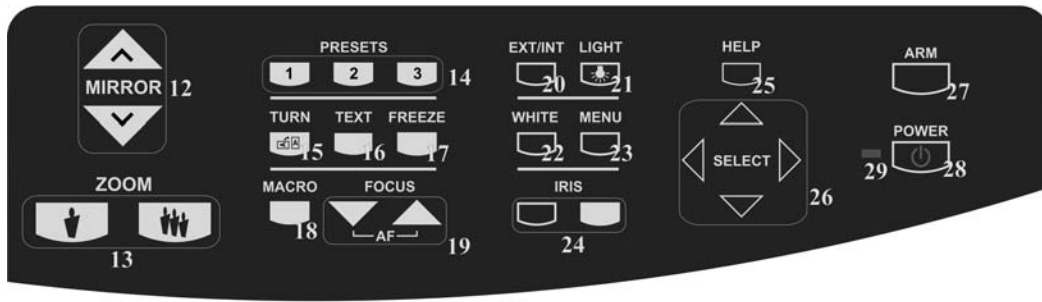 MIRROR 12
ZOOM
13
PRESETS
1 2 3 14
TURN TEXT FREEZE
15 16 17
MACRO FOCUS
18 AF 19
EXT/INT LIGHT
20 21
WHITE MENU
22 23
IRIS
24
HELP
25
SELECT
26
ARM
27
POWER
29 28